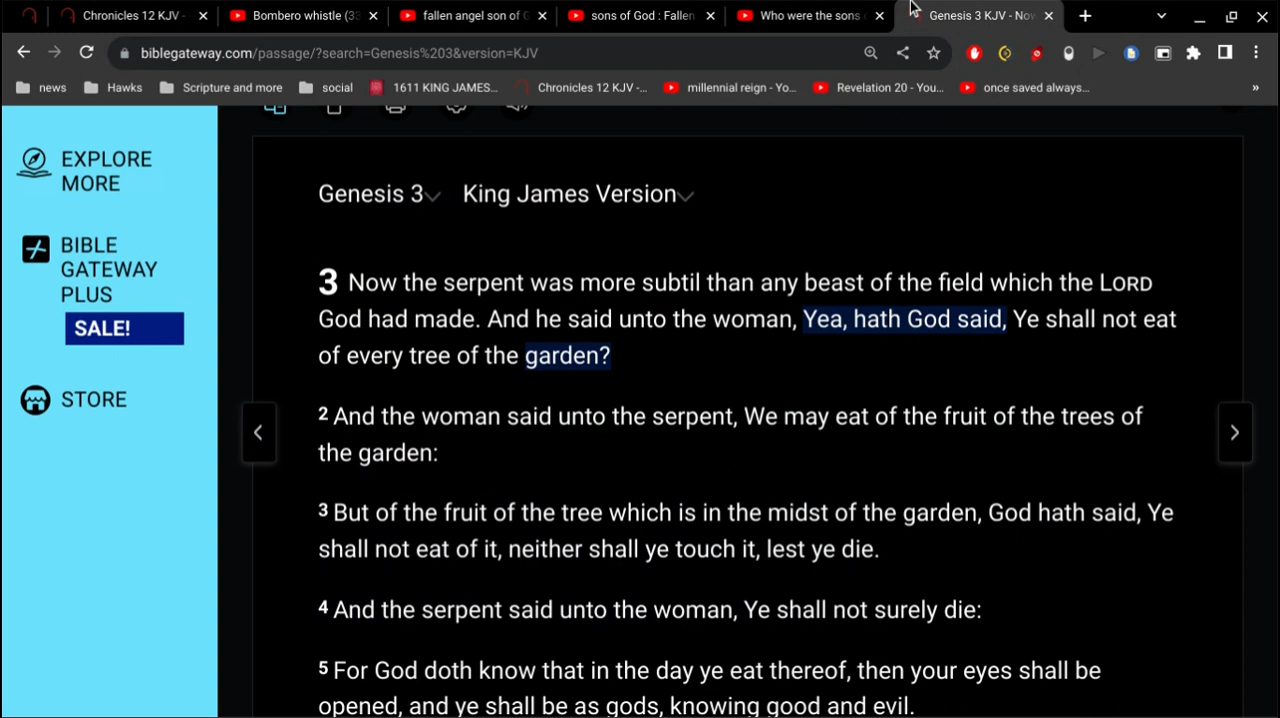 Chronicles 12 KJV -
Bombero whistle (33
fallen angel son of G
sons of God : Fallen
Who were the sons
Genesis 3 KJV - Now
biblegateway.com/passage/?search=Genesis%203&version=KJV
news
Hawks
Scripture and more
social
1611 KING JAMES...
Chronicles 12 KJV -...
millennial reign - Yo...
Revelation 20 - You...
once saved always...
»
EXPLORE
MORE
BIBLE
GATEWAY
PLUS
SALE!
STORE
Genesis 3 King James Version
3 Now the serpent was more subtil than any beast of the field which the LORD
God had made. And he said unto the woman, Yea, hath God said, Ye shall not eat
of every tree of the garden?
2 And the woman said unto the serpent, We may eat of the fruit of the trees of
the garden:
3 But of the fruit of the tree which is in the midst of the garden, God hath said, Ye
shall not eat of it, neither shall ye touch it, lest ye die.
4 And the serpent said unto the woman, Ye shall not surely die:
5 For God doth know that in the day ye eat thereof, then your eyes shall be
opened, and ye shall be as gods, knowing good and evil.